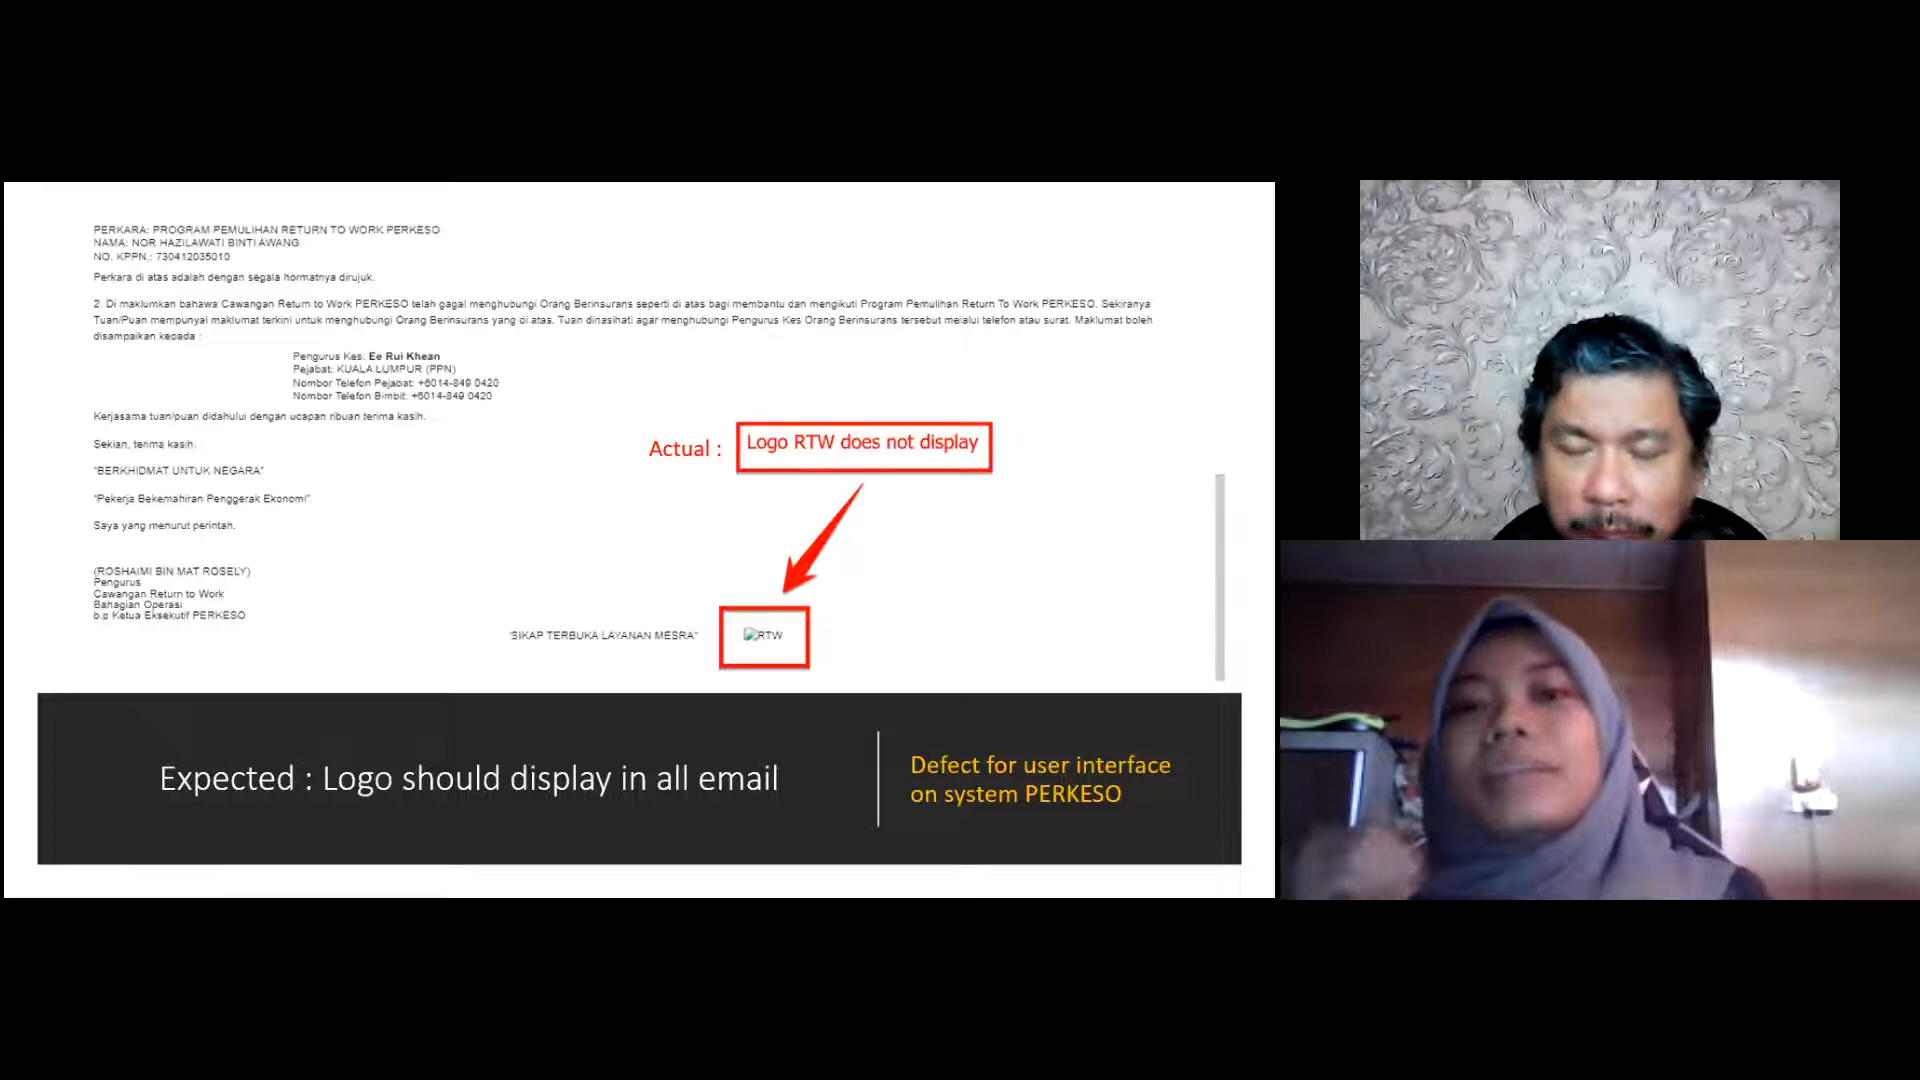 PERKARA: PROGRAM PEMULIHAN RETURN TO WORK PERKESO
NAMA: NOR HAZILAWATI BINTI AWANG
NO. KPPN.: 730412035010
Perkara di atas adalah dengan segala hormatnya dirujuk.
2. Di maklumkan bahawa Cawangan Return to Work PERKESO telah gagal menghubungi Orang Berinsurans seperti di atas bagi membantu dan mengikuti Program Pemulihan Return To Work PERKESO. Sekiranya
Tuan/Puan mempunyai maklumat terkini untuk menghubungi Orang Berinsurans yang di atas. Tuan dinasihati agar menghubungi Pengurus Kes Orang Berinsurans tersebut melalui telefon atau surat. Maklumat boleh
disampaikan kepada :
Pengurus Kes. Ee Rui Khean
Pejabat: KUALA LUMPUR (PPN)
Nombor Telefon Pejabat: +6014-849 0420
Nombor Telefon Bimbit: +6014-849 0420
Kerjasama tuan/puan didahului dengan ucapan ribuan terima kasih.
Sekian, terima kasih.
"BERKHIDMAT UNTUK NEGARA"
"Pekerja Bekemahiran Penggerak Ekonomi"
Saya yang menurut perintah.
Actual :
Logo RTW does not display
(ROSHAIMI BIN MAT ROSELY)
Pengurus
Cawangan Return to Work
Bahagian Operasi
b.p Ketua Eksekutif PERKESO
"SIKAP TERBUKA LAYANAN MESRA"
RTW
Expected : Logo should display in all email
Defect for user interface
on system PERKESO